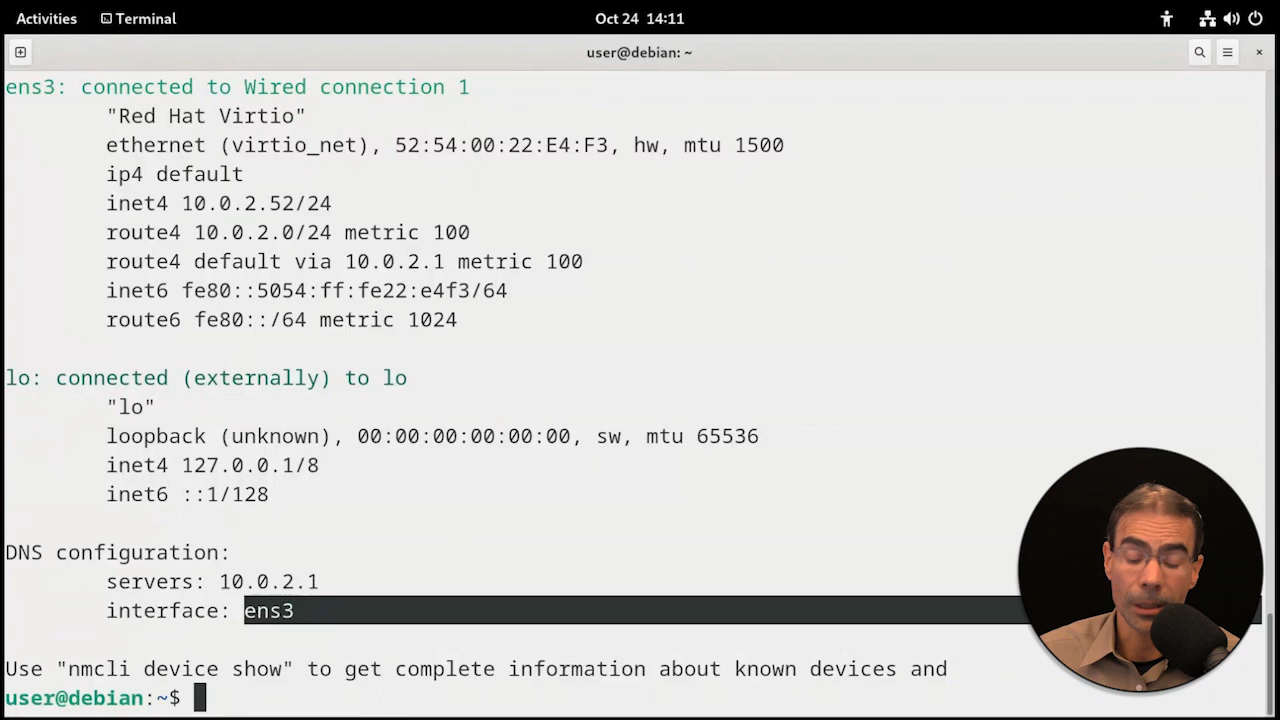 Activities Terminal Oct 24 14:11
user@debian: ~
ens3: connected to Wired connection 1
"Red Hat Virtio"
ethernet (virtio_net), 52:54:00:22:E4:F3, hw, mtu 1500
ip4 default
inet4 10.0.2.52/24
route4 10.0.2.0/24 metric 100
route4 default via 10.0.2.1 metric 100
inet6 fe80::5054:ff:fe22:e4f3/64
route6 fe80::/64 metric 1024
lo: connected (externally) to lo
"lo"
loopback (unknown), 00:00:00:00:00:00, sw, mtu 65536
inet4 127.0.0.1/8
inet6 ::1/128
DNS configuration:
servers: 10.0.2.1
interface: ens3
Use "nmcli device show" to get complete information about known devices and
user@debian:~$